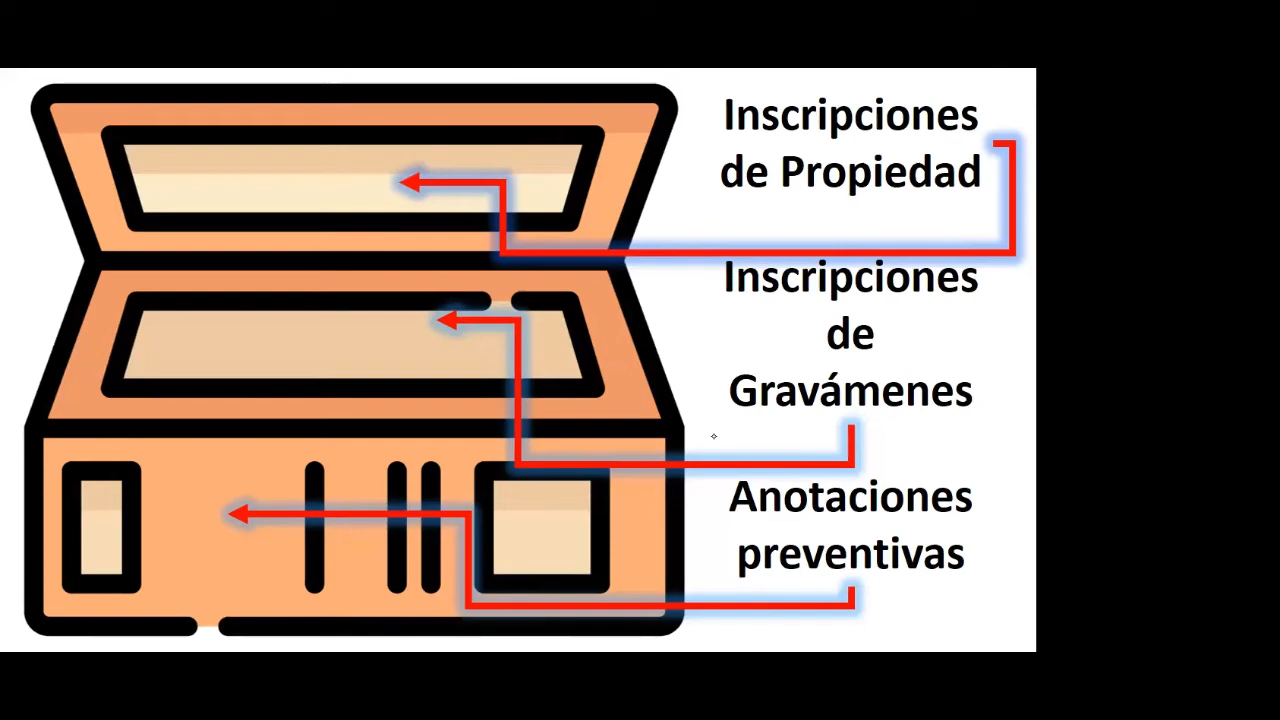 Inscripciones
de Propiedad
Inscripciones
de
Gravámenes
Anotaciones
preventivas